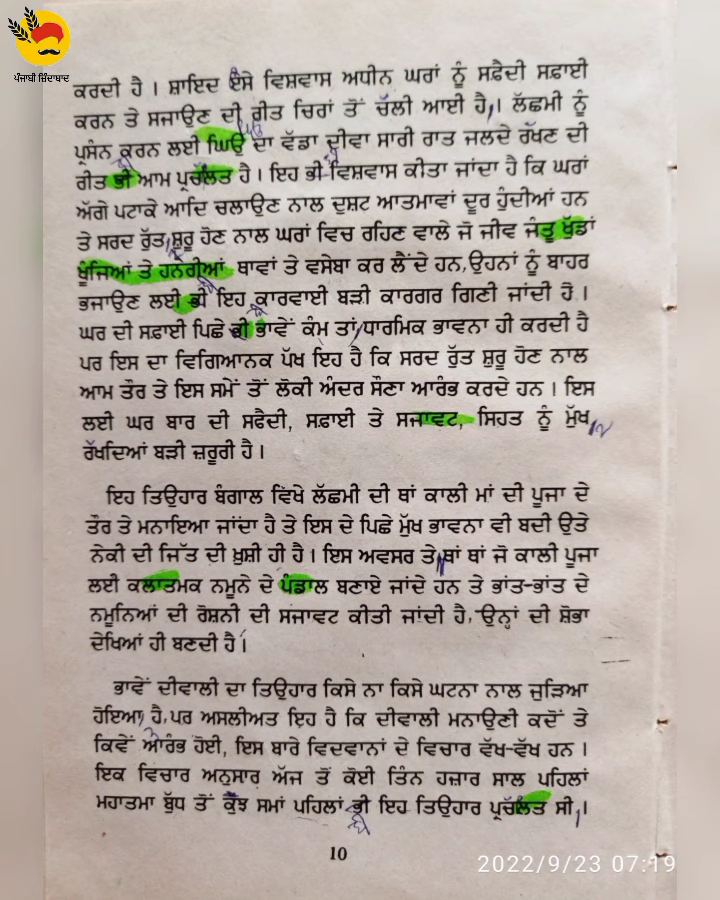 ਪੰਜਾਬੀ ਜ਼ਿੰਦਾਬਾਦ
ਕਰਦੀ ਹੈ । ਸ਼ਾਇਦ ਏਸੇ ਵਿਸ਼ਵਾਸ ਅਧੀਨ ਘਰਾਂ ਨੂੰ ਸਫ਼ੈਦੀ ਸਫ਼ਾਈ
ਕਰਨ ਤੇ ਸਜਾਉਣ ਦੀ ਰੀਤ ਚਿਰਾਂ ਤੋਂ ਚੱਲੀ ਆਈ ਹੈ । ਲੱਛਮੀ ਨੂੰ
ਪ੍ਰਸੰਨ ਕਰਨ ਲਈ ਘਿਉ ਦਾ ਵੱਡਾ ਦੀਵਾ ਸਾਰੀ ਰਾਤ ਜਲਦੇ ਰੱਖਣ ਦੀ
ਰੀਤ ਭੀ ਆਮ ਪ੍ਰਚੱਲਤ ਹੈ । ਇਹ ਭੀ ਵਿਸ਼ਵਾਸ ਕੀਤਾ ਜਾਂਦਾ ਹੈ ਕਿ ਘਰਾਂ
ਅੱਗੇ ਪਟਾਕੇ ਆਦਿ ਚਲਾਉਣ ਨਾਲ ਦੁਸ਼ਟ ਆਤਮਾਵਾਂ ਦੂਰ ਹੁੰਦੀਆਂ ਹਨ
ਤੇ ਸਰਦ ਰੁੱਤ ਸ਼ੁਰੂ ਹੋਣ ਨਾਲ ਘਰਾਂ ਵਿਚ ਰਹਿਣ ਵਾਲੇ ਜੋ ਜੀਵ ਜੰਤੂ ਖੁੱਡਾਂ
ਖੂੰਜਿਆਂ ਤੇ ਹਨੇਰੀਆਂ ਥਾਵਾਂ ਤੇ ਵਸੇਬਾ ਕਰ ਲੈਂਦੇ ਹਨ, ਉਹਨਾਂ ਨੂੰ ਬਾਹਰ
ਭਜਾਉਣ ਲਈ ਭੀ ਇਹ ਕਾਰਵਾਈ ਬੜੀ ਕਾਰਗਰ ਗਿਣੀ ਜਾਂਦੀ ਹੈ ।
ਘਰ ਦੀ ਸਫ਼ਾਈ ਪਿਛੇ ਭੀ ਭਾਵੇਂ ਕੰਮ ਤਾਂ ਧਾਰਮਿਕ ਭਾਵਨਾ ਹੀ ਕਰਦੀ ਹੈ
ਪਰ ਇਸ ਦਾ ਵਿਗਿਆਨਕ ਪੱਖ ਇਹ ਹੈ ਕਿ ਸਰਦ ਰੁੱਤ ਸ਼ੁਰੂ ਹੋਣ ਨਾਲ
ਆਮ ਤੌਰ ਤੇ ਇਸ ਸਮੇਂ ਤੋਂ ਲੋਕੀ ਅੰਦਰ ਸੌਣਾ ਆਰੰਭ ਕਰਦੇ ਹਨ । ਇਸ
ਲਈ ਘਰ ਬਾਰ ਦੀ ਸਫੈਦੀ, ਸਫ਼ਾਈ ਤੇ ਸਜਾਵਟ, ਸਿਹਤ ਨੂੰ ਮੁੱਖ
ਰੱਖਦਿਆਂ ਬੜੀ ਜ਼ਰੂਰੀ ਹੈ ।
ਇਹ ਤਿਉਹਾਰ ਬੰਗਾਲ ਵਿਖੇ ਲੱਛਮੀ ਦੀ ਥਾਂ ਕਾਲੀ ਮਾਂ ਦੀ ਪੂਜਾ ਦੇ
ਤੌਰ ਤੇ ਮਨਾਇਆ ਜਾਂਦਾ ਹੈ ਤੇ ਇਸ ਦੇ ਪਿਛੇ ਮੁੱਖ ਭਾਵਨਾ ਵੀ ਬਦੀ ਉਤੇ
ਨੇਕੀ ਦੀ ਜਿੱਤ ਦੀ ਖ਼ੁਸ਼ੀ ਹੀ ਹੈ । ਇਸ ਅਵਸਰ ਤੇ ਥਾਂ ਥਾਂ ਜੋ ਕਾਲੀ ਪੂਜਾ
ਲਈ ਕਲਾਤਮਕ ਨਮੂਨੇ ਦੇ ਪੰਡਾਲ ਬਣਾਏ ਜਾਂਦੇ ਹਨ ਤੇ ਭਾਂਤ-ਭਾਂਤ ਦੇ
ਨਮੂਨਿਆਂ ਦੀ ਰੋਸ਼ਨੀ ਦੀ ਸਜਾਵਟ ਕੀਤੀ ਜਾਂਦੀ ਹੈ, ਉਨ੍ਹਾਂ ਦੀ ਸ਼ੋਭਾ
ਦੇਖਿਆਂ ਹੀ ਬਣਦੀ ਹੈ ।
ਭਾਵੇਂ ਦੀਵਾਲੀ ਦਾ ਤਿਉਹਾਰ ਕਿਸੇ ਨਾ ਕਿਸੇ ਘਟਨਾ ਨਾਲ ਜੁੜਿਆ
ਹੋਇਆ ਹੈ, ਪਰ ਅਸਲੀਅਤ ਇਹ ਹੈ ਕਿ ਦੀਵਾਲੀ ਮਨਾਉਣੀ ਕਦੋਂ ਤੇ
ਕਿਵੇਂ ਆਰੰਭ ਹੋਈ, ਇਸ ਬਾਰੇ ਵਿਦਵਾਨਾਂ ਦੇ ਵਿਚਾਰ ਵੱਖ-ਵੱਖ ਹਨ ।
ਇਕ ਵਿਚਾਰ ਅਨੁਸਾਰ ਅੱਜ ਤੋਂ ਕੋਈ ਤਿੰਨ ਹਜ਼ਾਰ ਸਾਲ ਪਹਿਲਾਂ
ਮਹਾਤਮਾ ਬੁੱਧ ਤੋਂ ਕੁੱਝ ਸਮਾਂ ਪਹਿਲਾਂ ਭੀ ਇਹ ਤਿਉਹਾਰ ਪ੍ਰਚੱਲਤ ਸੀ ।
10
2022/9/23 07:19